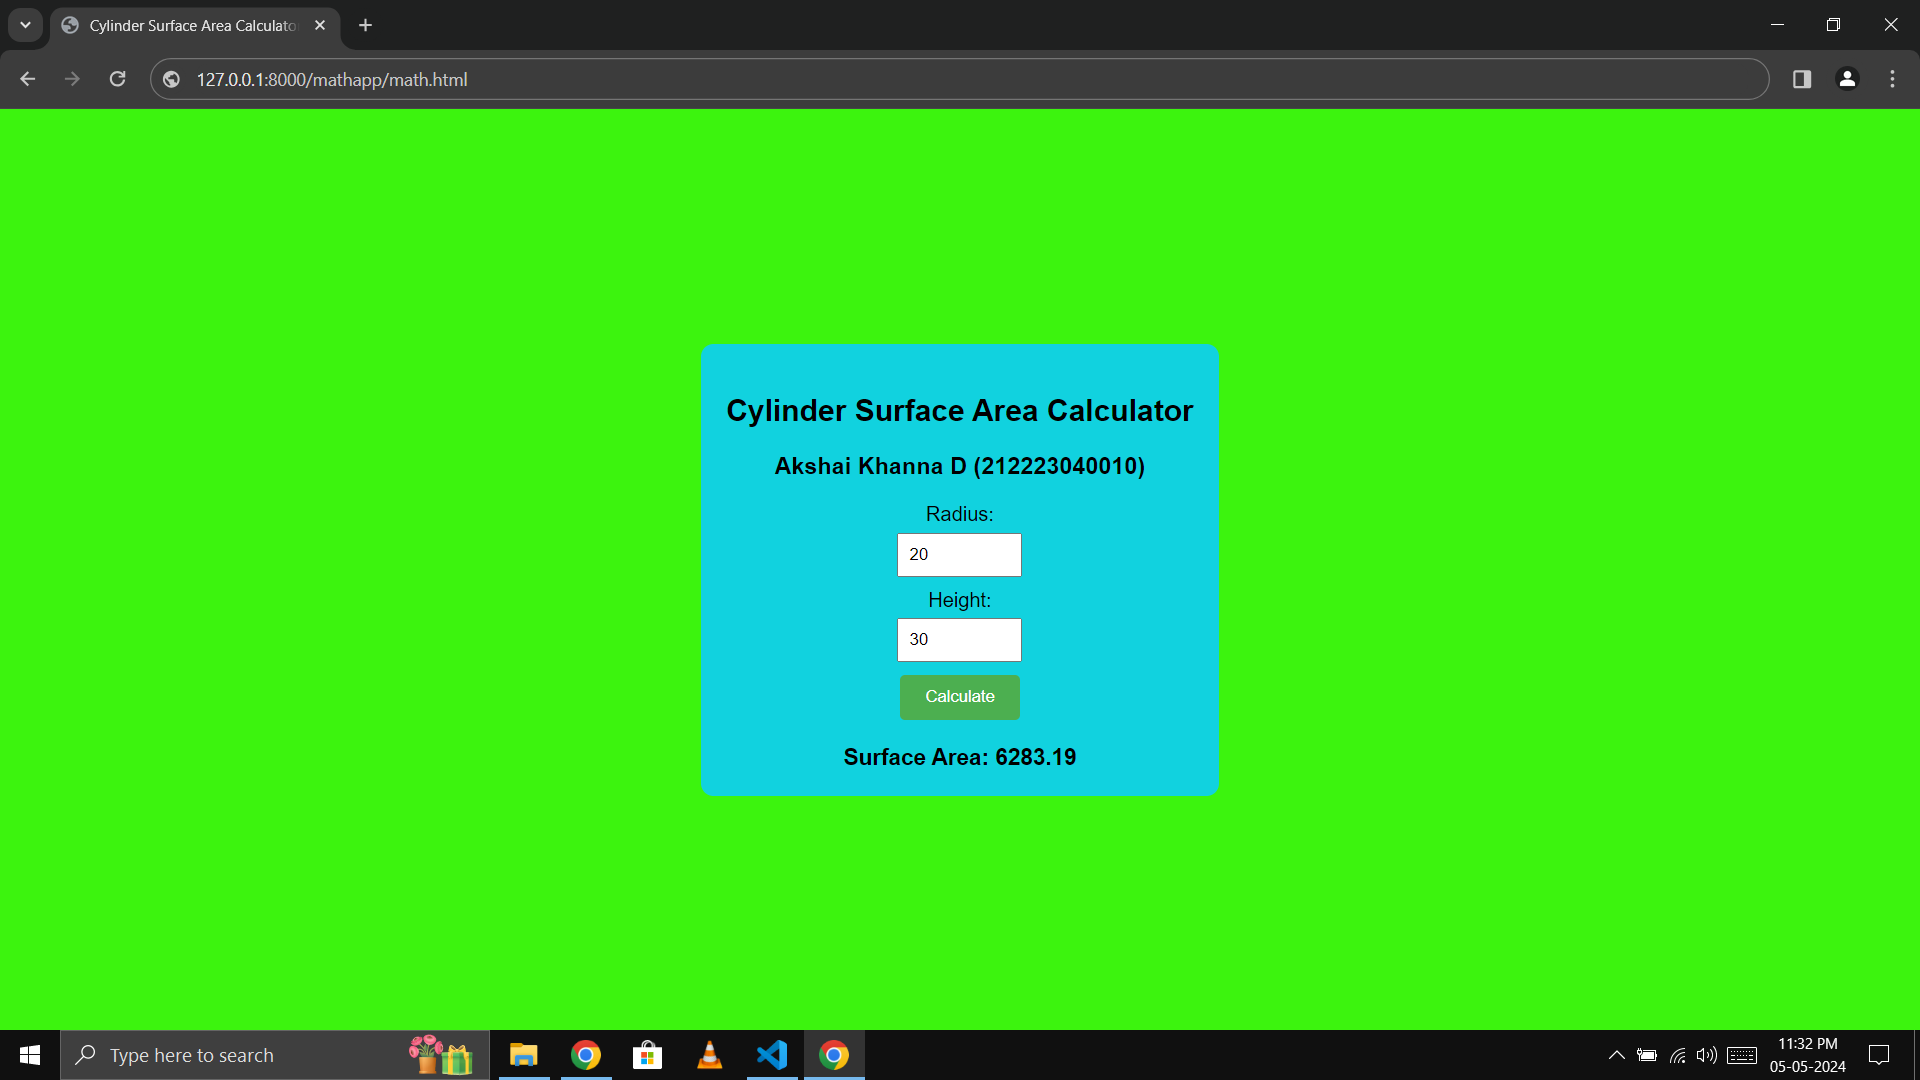 Cylinder Surface Area Calculato
127.0.0.1:8000/mathapp/math.html
Cylinder Surface Area Calculator
Akshai Khanna D (212223040010)
Radius:
20
Height:
30
Calculate
Surface Area: 6283.19
Type here to search
11:32 PM
05-05-2024